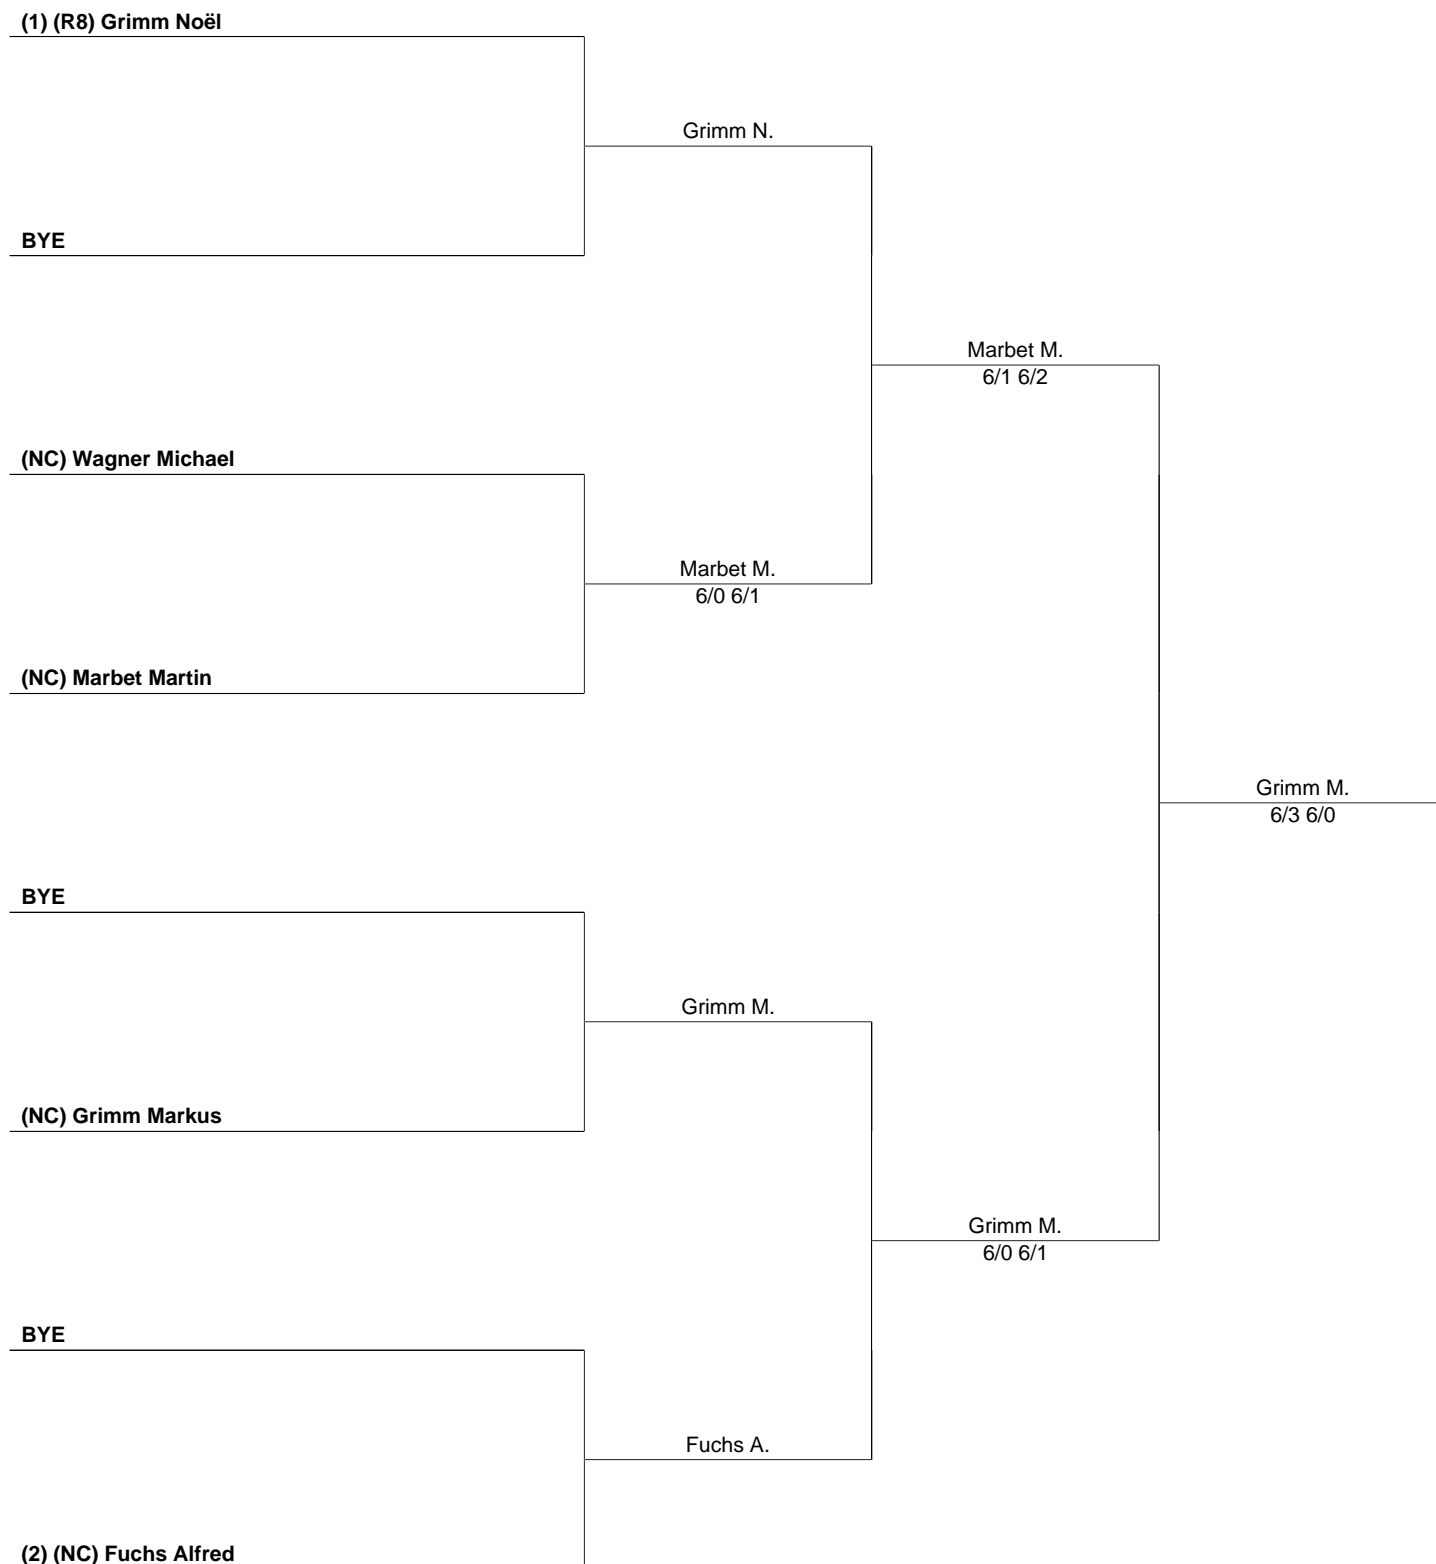 (1) (R8) Grimm Noël
Grimm N.
BYE
Marbet M.
6/1 6/2
(NC) Wagner Michael
Marbet M.
6/0 6/1
(NC) Marbet Martin
Grimm M.
6/3 6/0
BYE
Grimm M.
(NC) Grimm Markus
Grimm M.
6/0 6/1
BYE
Fuchs A.
(2) (NC) Fuchs Alfred